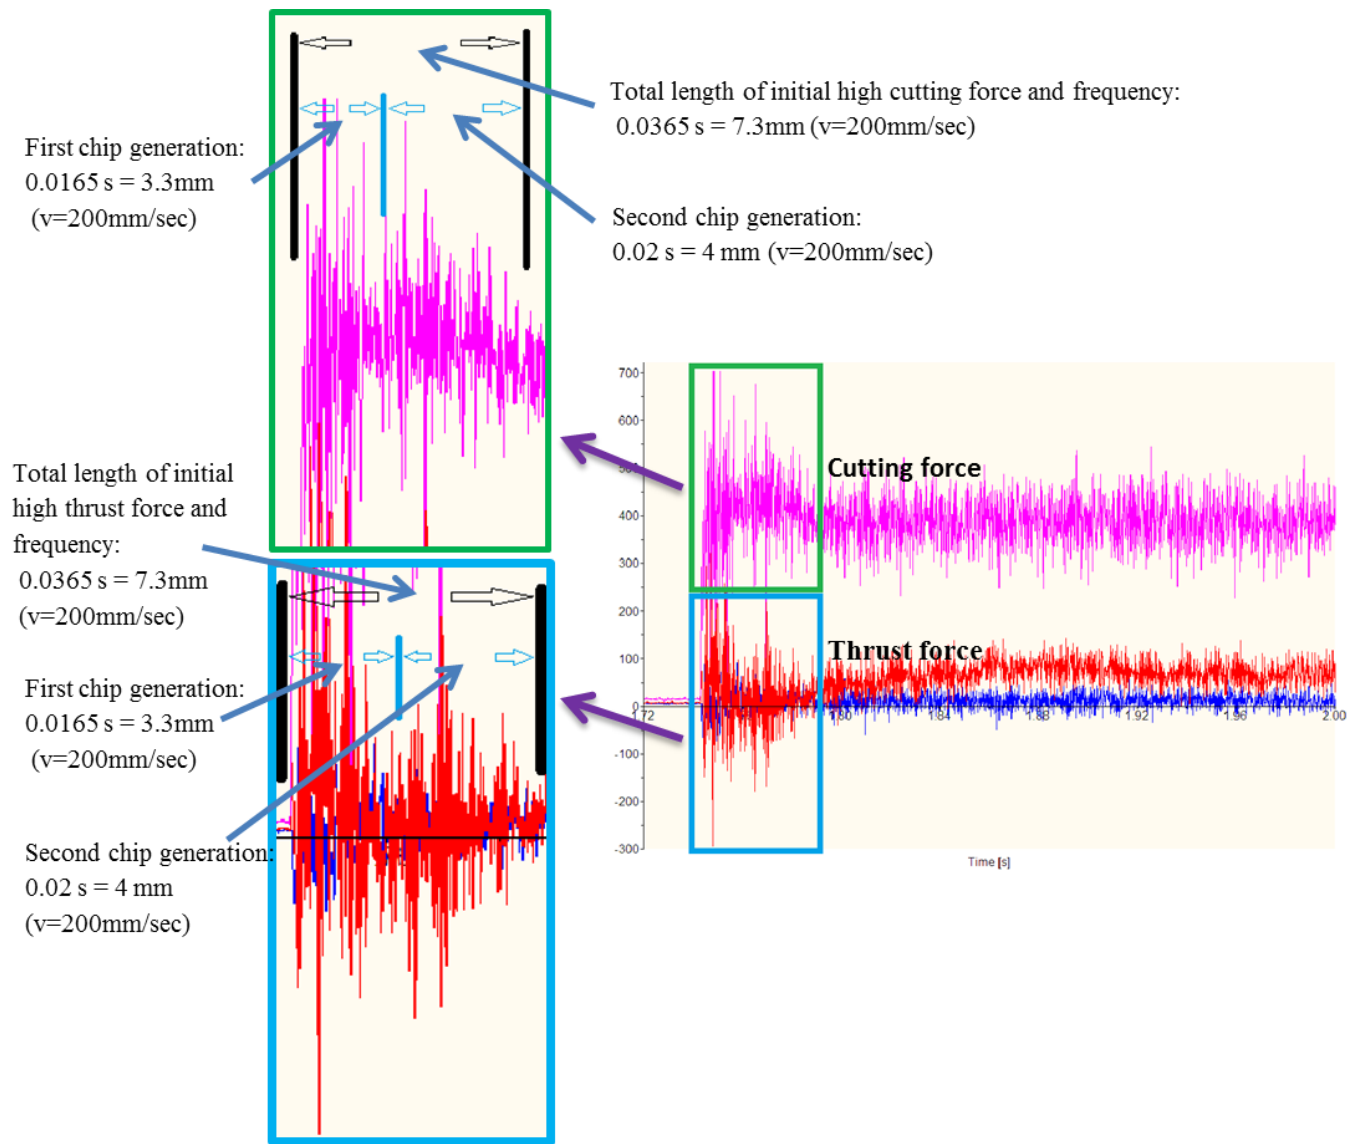 Total length of initial high cutting force and frequency:
0.0365 s = 7.3mm (v=200mm/sec)
First chip generation:
0.0165 s = 3.3mm
(v=200mm/sec)
Second chip generation:
0.02 s = 4 mm (v=200mm/sec)
Total length of initial
high thrust force and
frequency:
0.0365 s = 7.3mm
(v=200mm/sec)
First chip generation:
0.0165 s = 3.3mm
(v=200mm/sec)
Second chip generation:
0.02 s = 4 mm
(v=200mm/sec)
700
600
400
300
200
100
0
-100
-200
-300
Cutting force
Thrust force
1.84
1.88
1.92
1.96
2.00
Time [s]